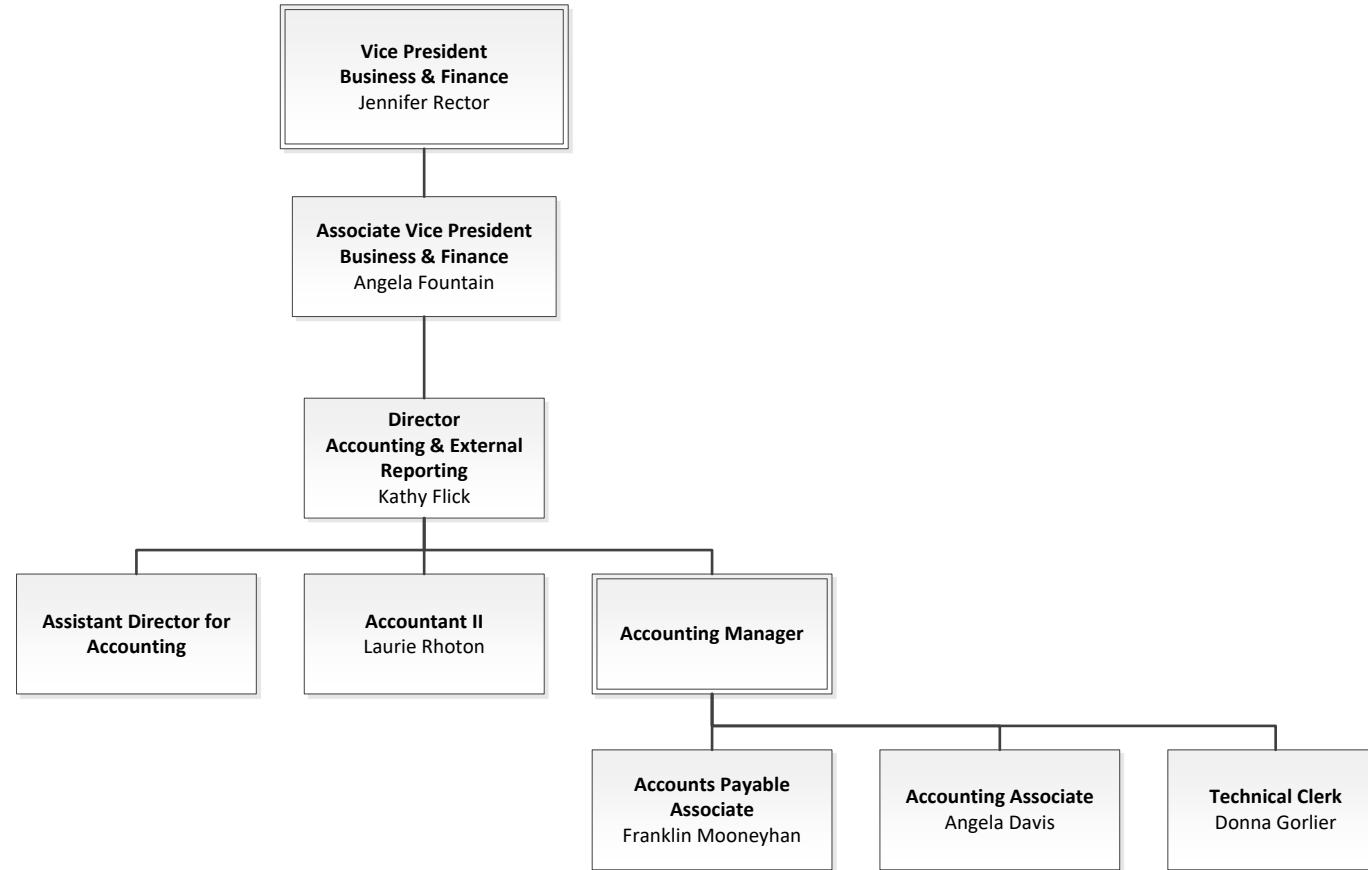 Vice President
Business & Finance
Jennifer Rector
Associate Vice President
Business & Finance
Angela Fountain
Director
Accounting & External
Reporting
Kathy Flick
Assistant Director for
Accounting
Accountant II
Laurie Rhoton
Accounting Manager
Accounts Payable
Associate
Franklin Mooneyhan
Accounting Associate
Angela Davis
Technical Clerk
Donna Gorlier